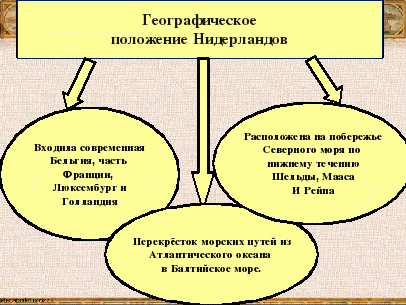 Географическое
положение Нидерландов
Входила современная
Бельгия, часть
Франции,
Люксембург и
Голландия
Расположена на побережье
Северного моря по
нижнему течению
Шельды, Мааса
И Рейна
Перекрёсток морских путей из
Атлантического океана
в Балтийское море.